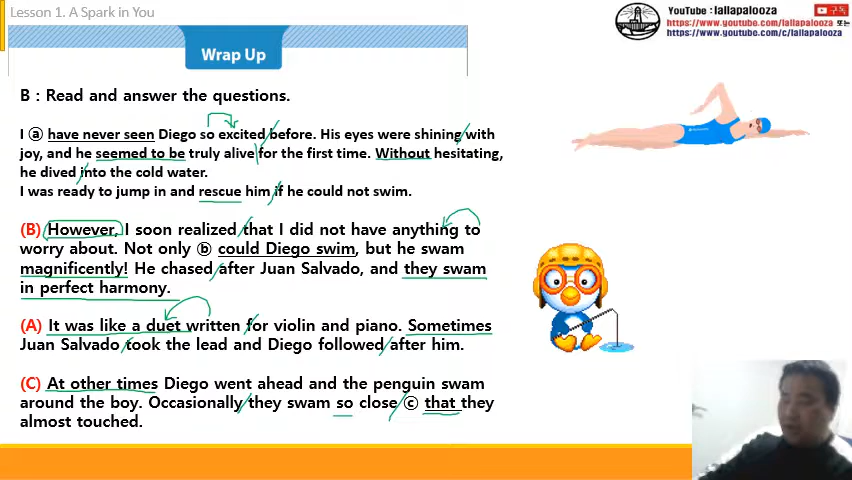 Lesson 1. A Spark in You
YouTube : lallapalooza
구독
https://www.youtube.com/lallapalooza 또는
https://www.youtube.com/c/lallapalooza
Wrap Up
B : Read and answer the questions.
I ⓐ have never seen Diego so excited before. His eyes were shining with
joy, and he seemed to be truly alive for the first time. Without hesitating,
he dived into the cold water.
I was ready to jump in and rescue him if he could not swim.
(B) However, I soon realized that I did not have anything to
worry about. Not only ⓑ could Diego swim, but he swam
magnificently! He chased after Juan Salvado, and they swam
in perfect harmony.
(A) It was like a duet written for violin and piano. Sometimes
Juan Salvado took the lead and Diego followed after him.
(C) At other times Diego went ahead and the penguin swam
around the boy. Occasionally they swam so close ⓒ that they
almost touched.